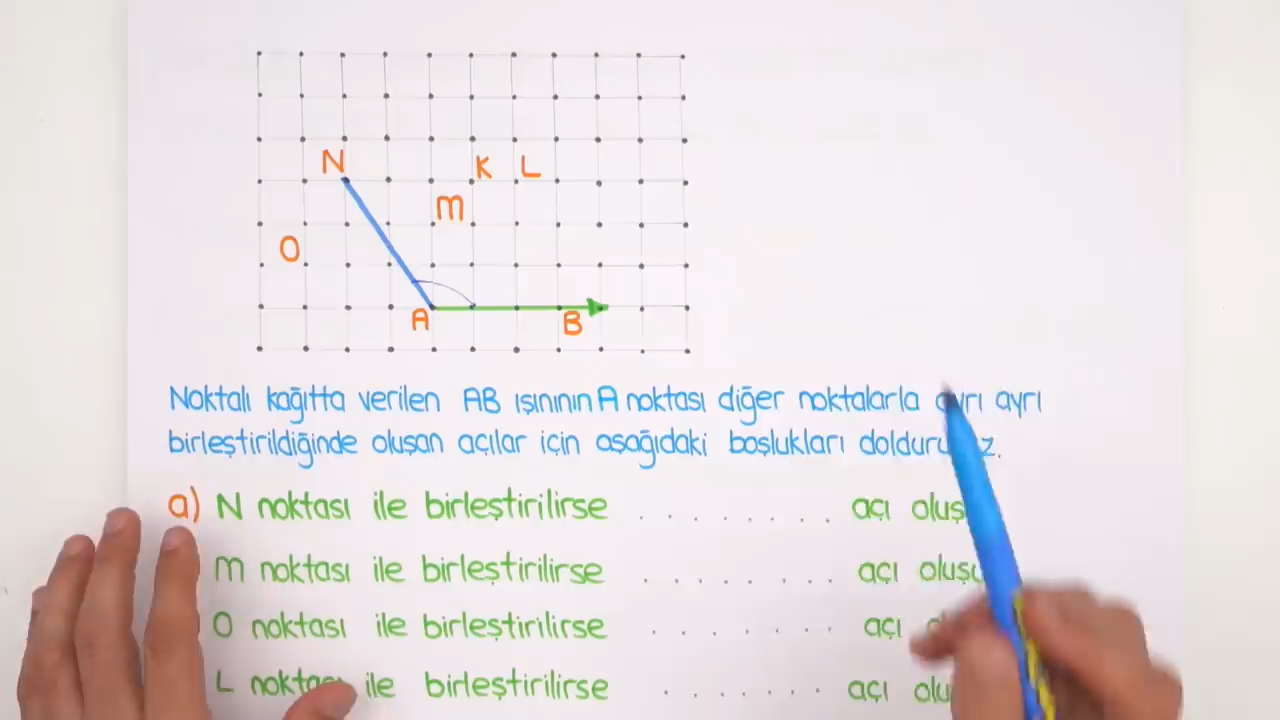 N
K L
M
O
A B
Noktalı kağıtta verilen AB ışınının A noktası diğer noktalarla ayrı ayrı
birleştirildiğinde oluşan açılar için aşağıdaki boşlukları
a) N noktası ile birleştirilirse . . . . . . . . açı
M noktası ile birleştirilirse . . . . . . . . açı
O noktası ile birleştirilirse . . . . . . . . açı
L noktası ile birleştirilirse . . . . . . . . açı